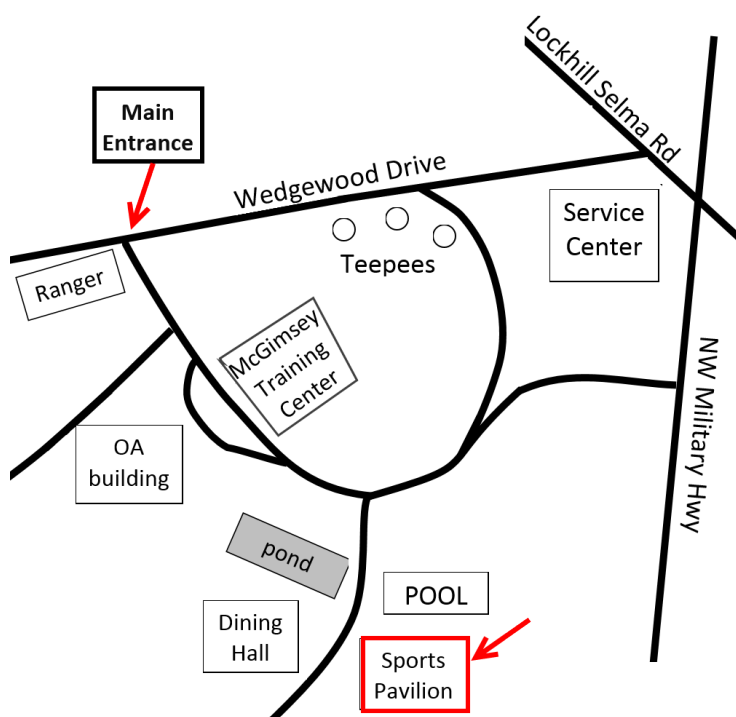 Lockhill Selma Rd
Main
Entrance
Wedgewood Drive
Service
Center
Teepees
Ranger
McGimsey
Training
Center
NW Military Hwy
OA
building
pond
POOL
Dining
Hall
Sports
Pavilion